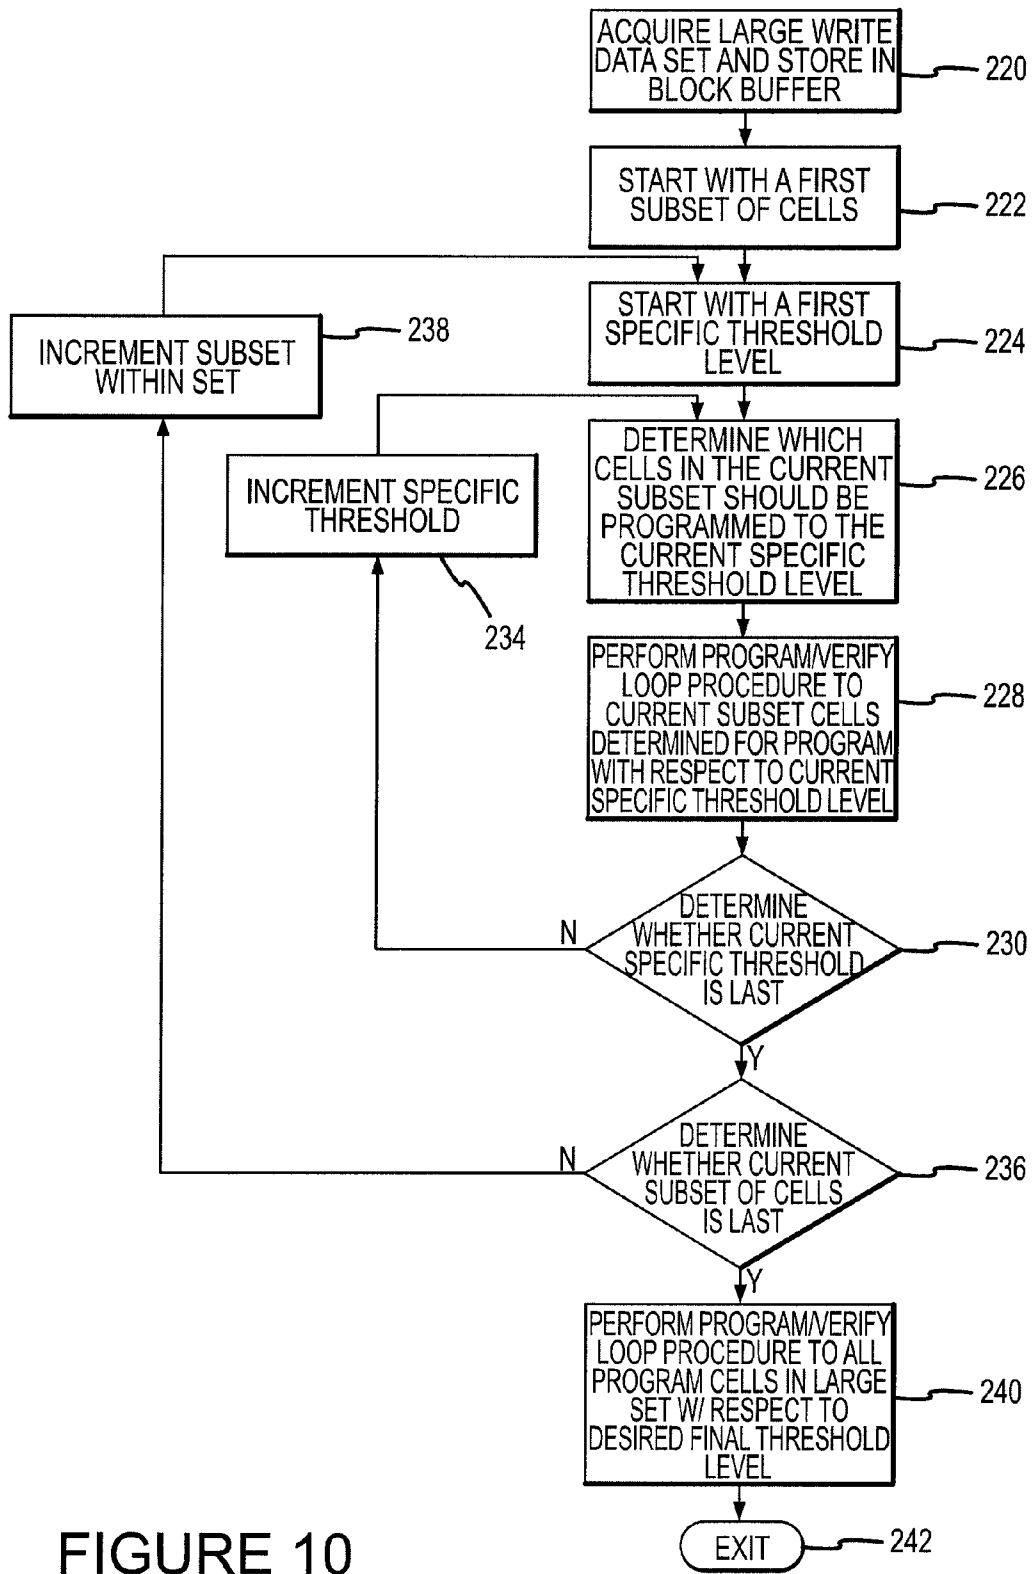 ACQUIRE LARGE WRITE
DATA SET AND STORE IN
BLOCK BUFFER
220
START WITH A FIRST
SUBSET OF CELLS
222
START WITH A FIRST
SPECIFIC THRESHOLD
LEVEL
224
INCREMENT SUBSET
WITHIN SET
238
INCREMENT SPECIFIC
THRESHOLD
234
DETERMINE WHICH
CELLS IN THE CURRENT
SUBSET SHOULD BE
PROGRAMMED TO THE
CURRENT SPECIFIC
THRESHOLD LEVEL
226
PERFORM PROGRAM/VERIFY
LOOP PROCEDURE TO
CURRENT SUBSET CELLS
DETERMINED FOR PROGRAM
WITH RESPECT TO CURRENT
SPECIFIC THRESHOLD LEVEL
228
DETERMINE
WHETHER CURRENT
SPECIFIC THRESHOLD
IS LAST
230
N
Y
DETERMINE
WHETHER CURRENT
SUBSET OF CELLS
IS LAST
236
N
Y
PERFORM PROGRAM/VERIFY
LOOP PROCEDURE TO ALL
PROGRAM CELLS IN LARGE
SET W/ RESPECT TO
DESIRED FINAL THRESHOLD
LEVEL
240
EXIT
242
FIGURE 10